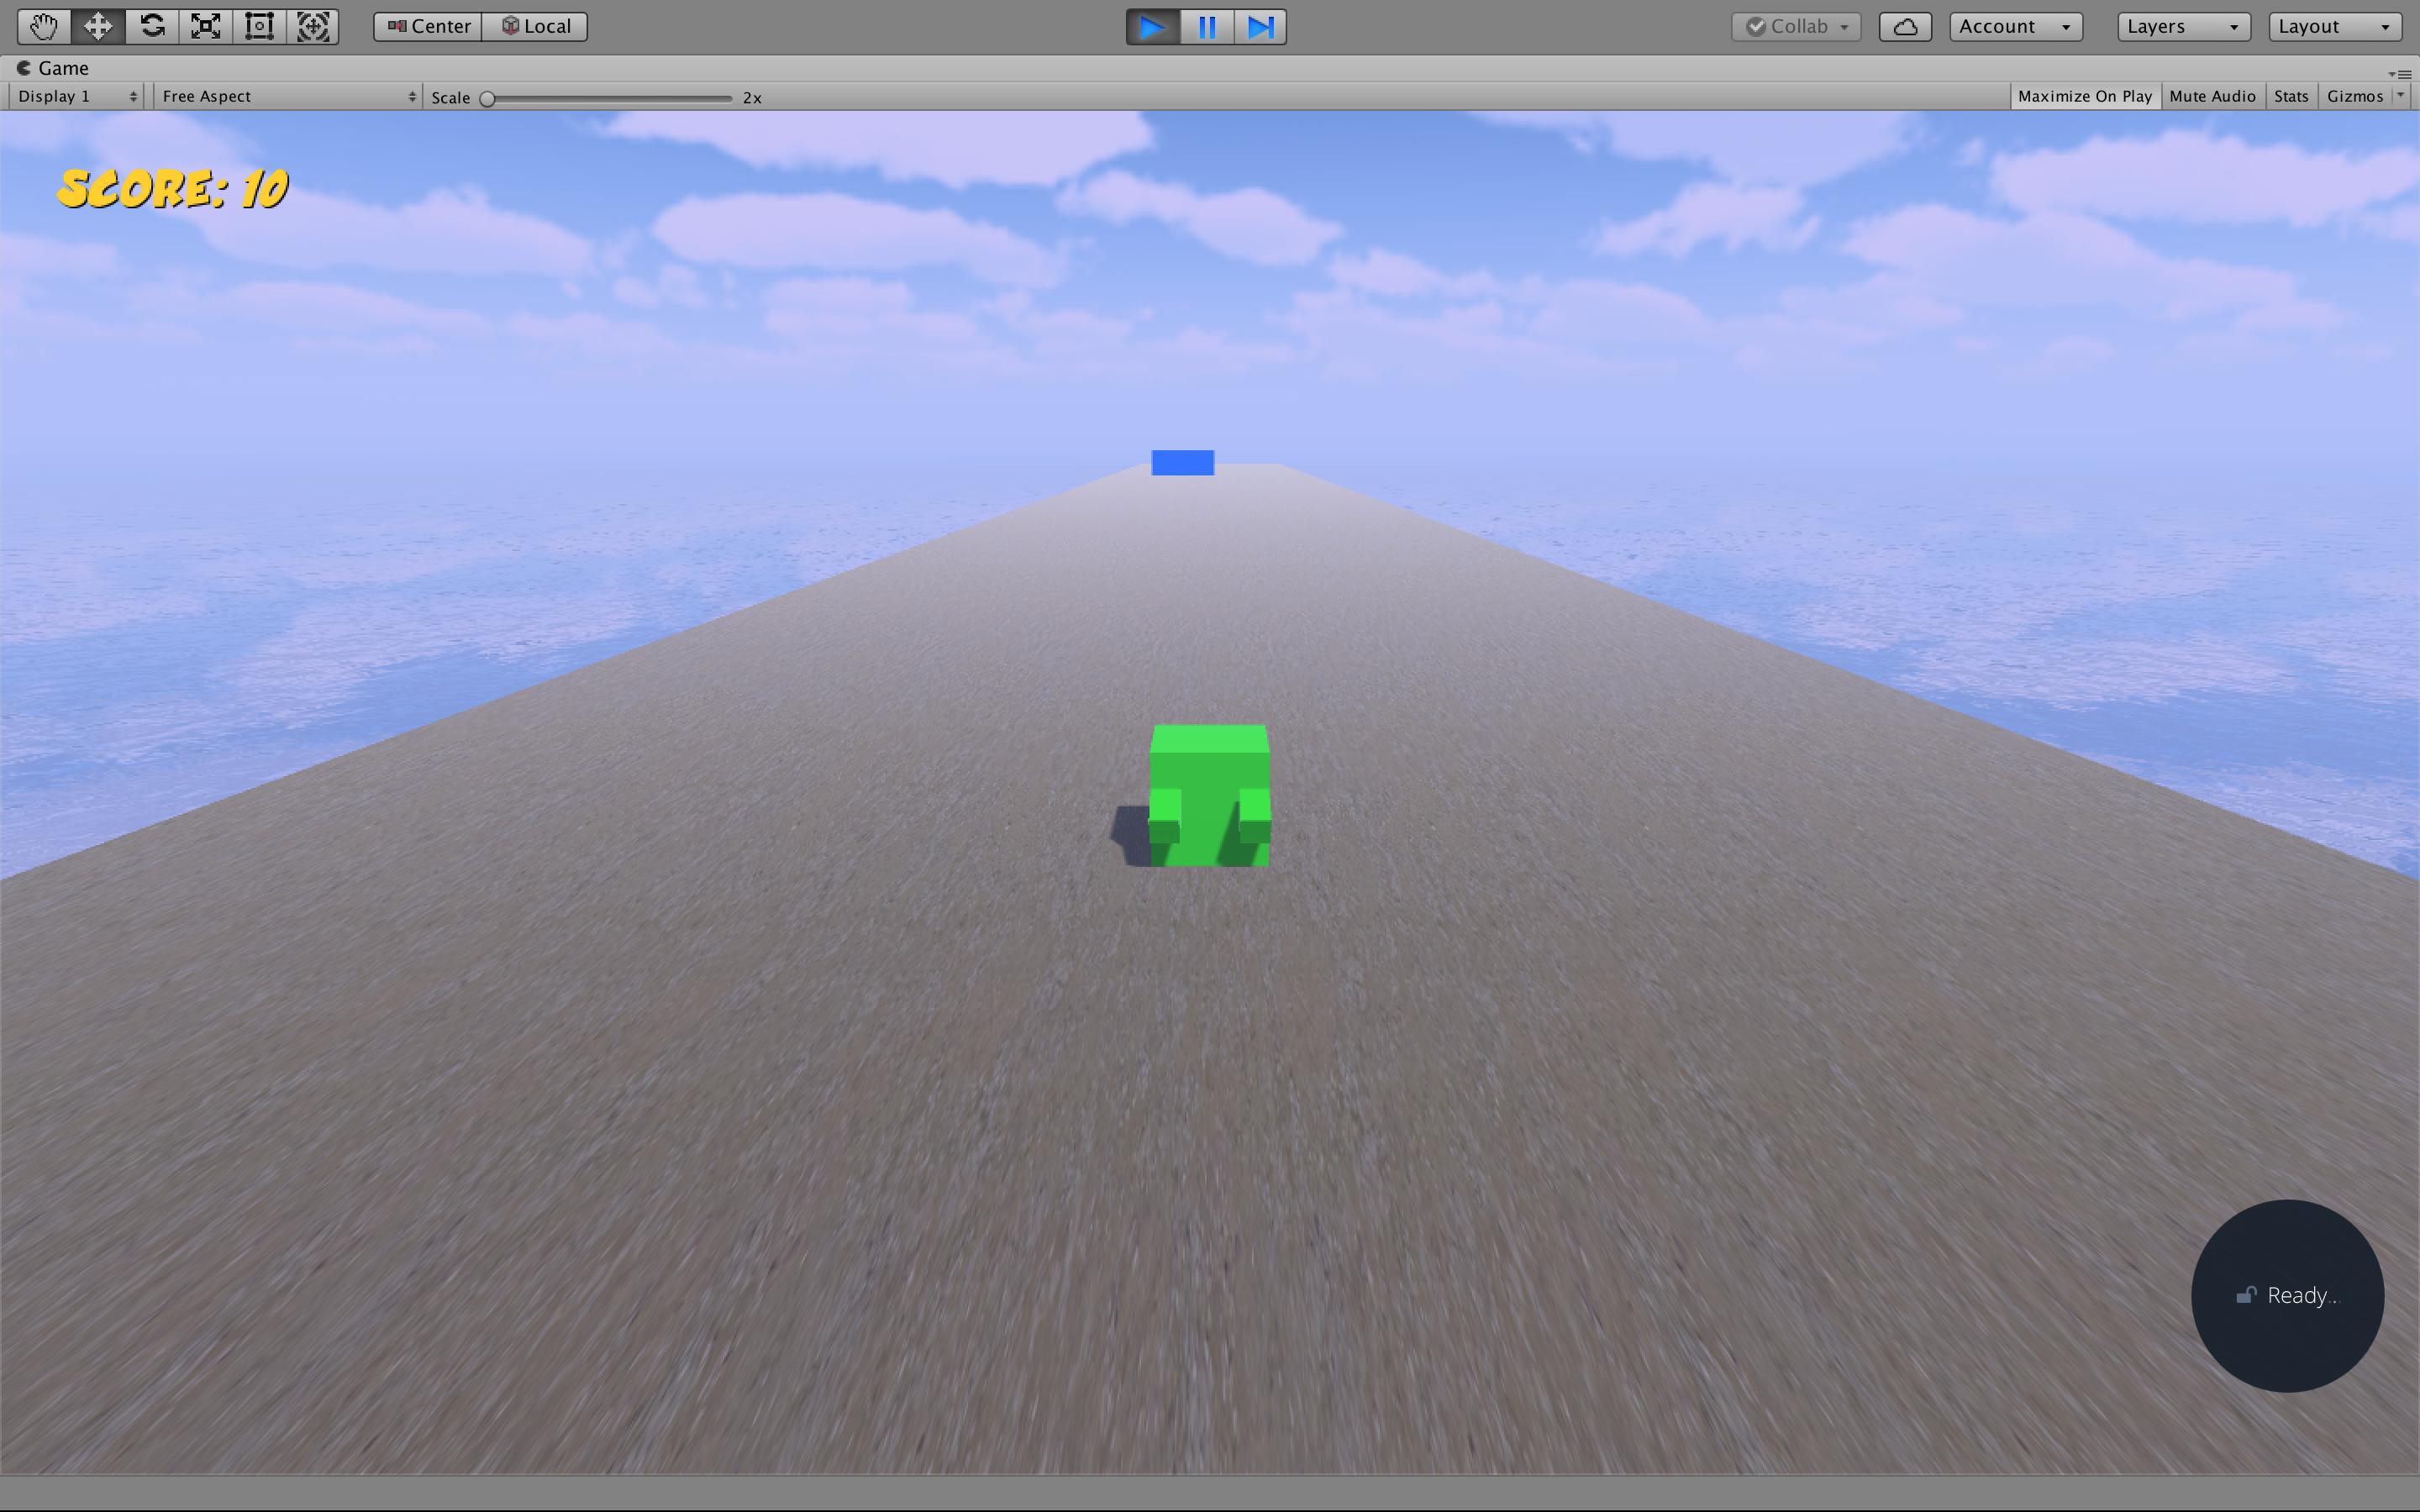 Center Local Collab Account Layers Layout
Game
Display 1 Free Aspect Scale 2x Maximize On Play Mute Audio Stats Gizmos
SCORE: 10
Ready...